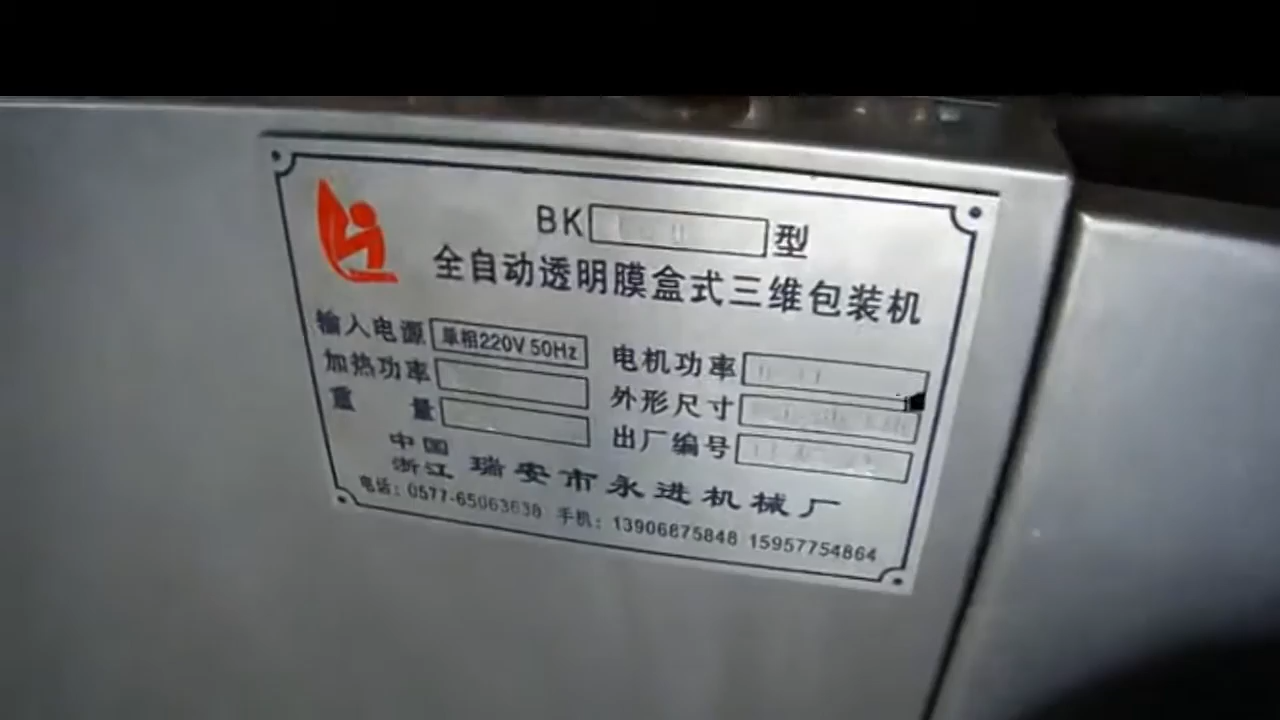 BK 型
全自动透明膜盒式三维包装机
输入电源 单相220V 50Hz 电机功率
加热功率 外形尺寸
重量 出厂编号
中国浙江 瑞安市永进机械厂
电话：0577-65063638 手机：13906875848 15957754864